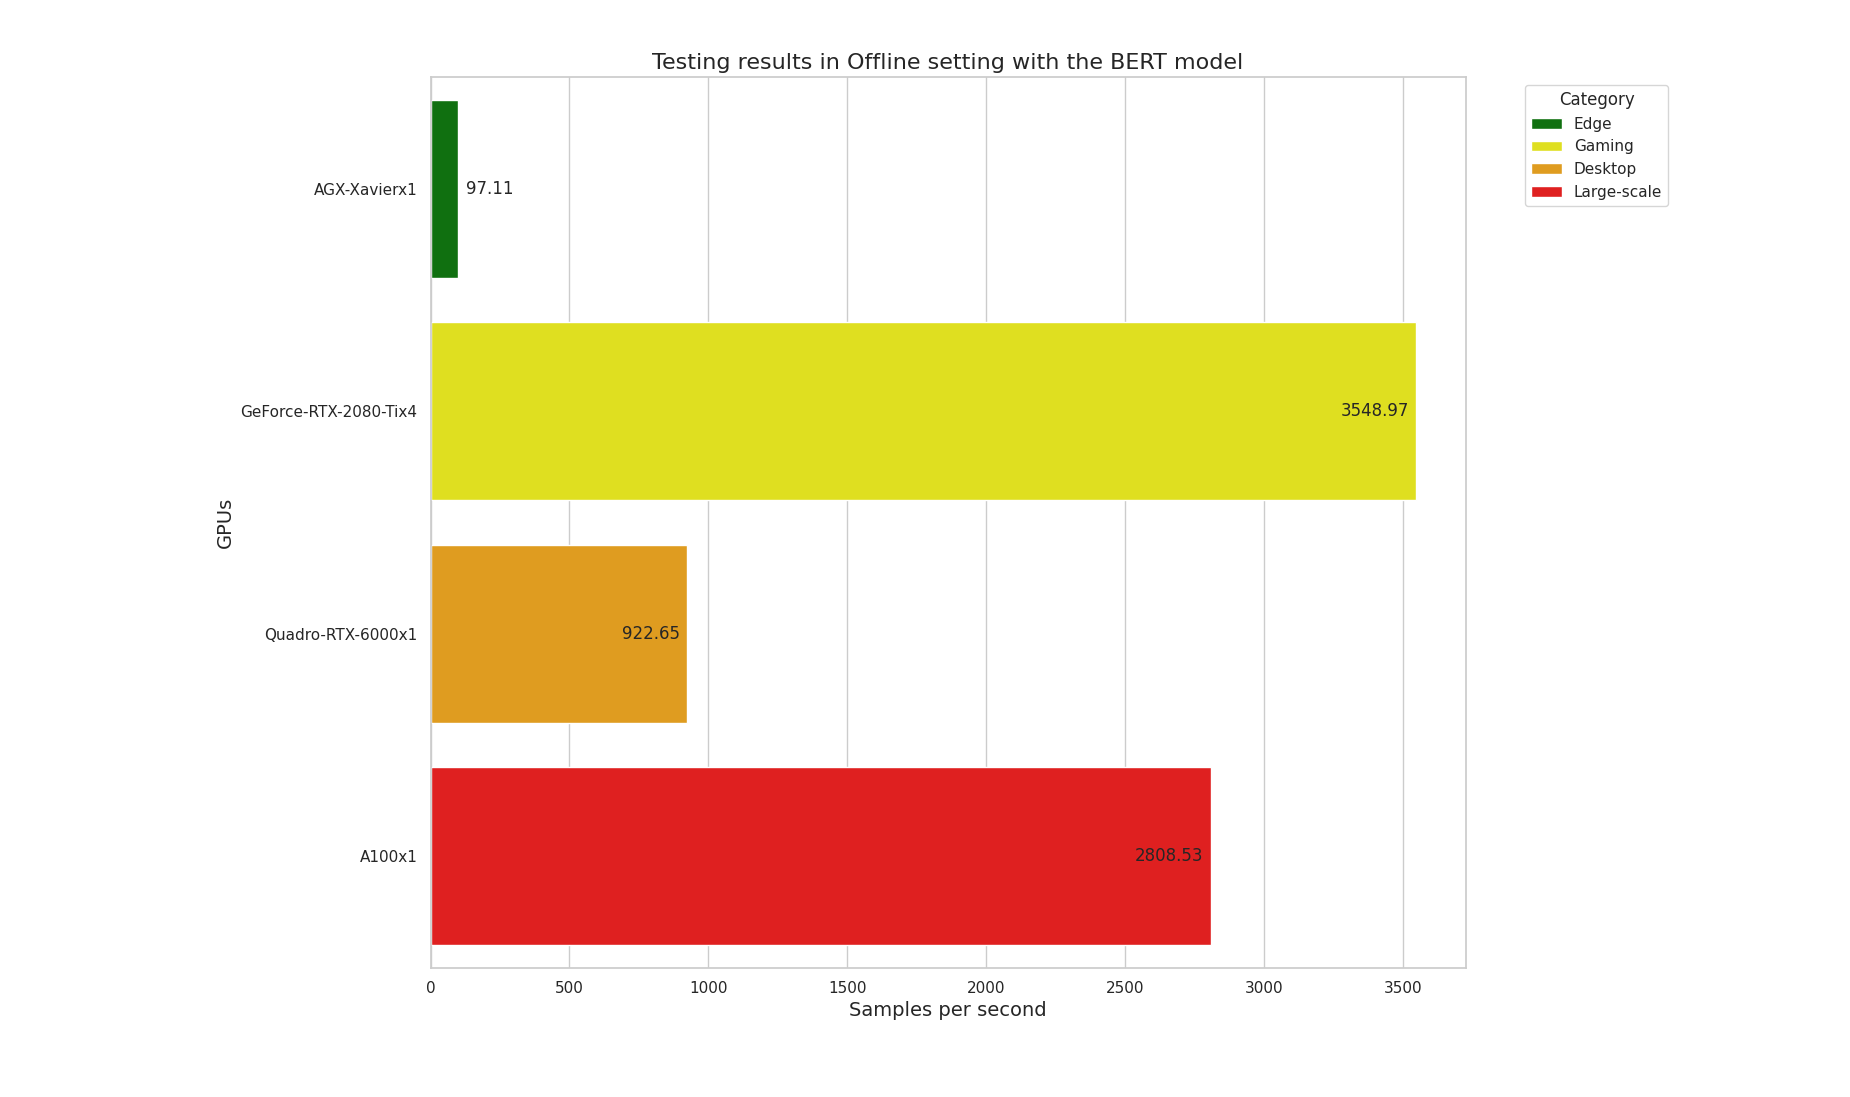 Testing results in Offline setting with the BERT model
Category
Edge
Gaming
Desktop
Large-scale
GPUs
AGX-Xavierx1
97.11
GeForce-RTX-2080-Tix4
3548.97
Quadro-RTX-6000x1
922.65
A100x1
2808.53
0 500 1000 1500 2000 2500 3000 3500
Samples per second